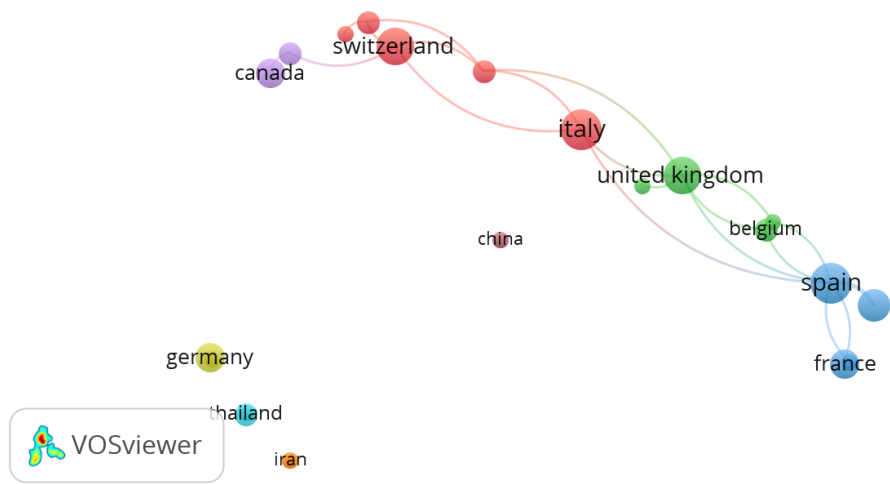 switzerland
canada
italy
united kingdom
belgium
china
spain
germany
france
thailand
VOSviewer
iran